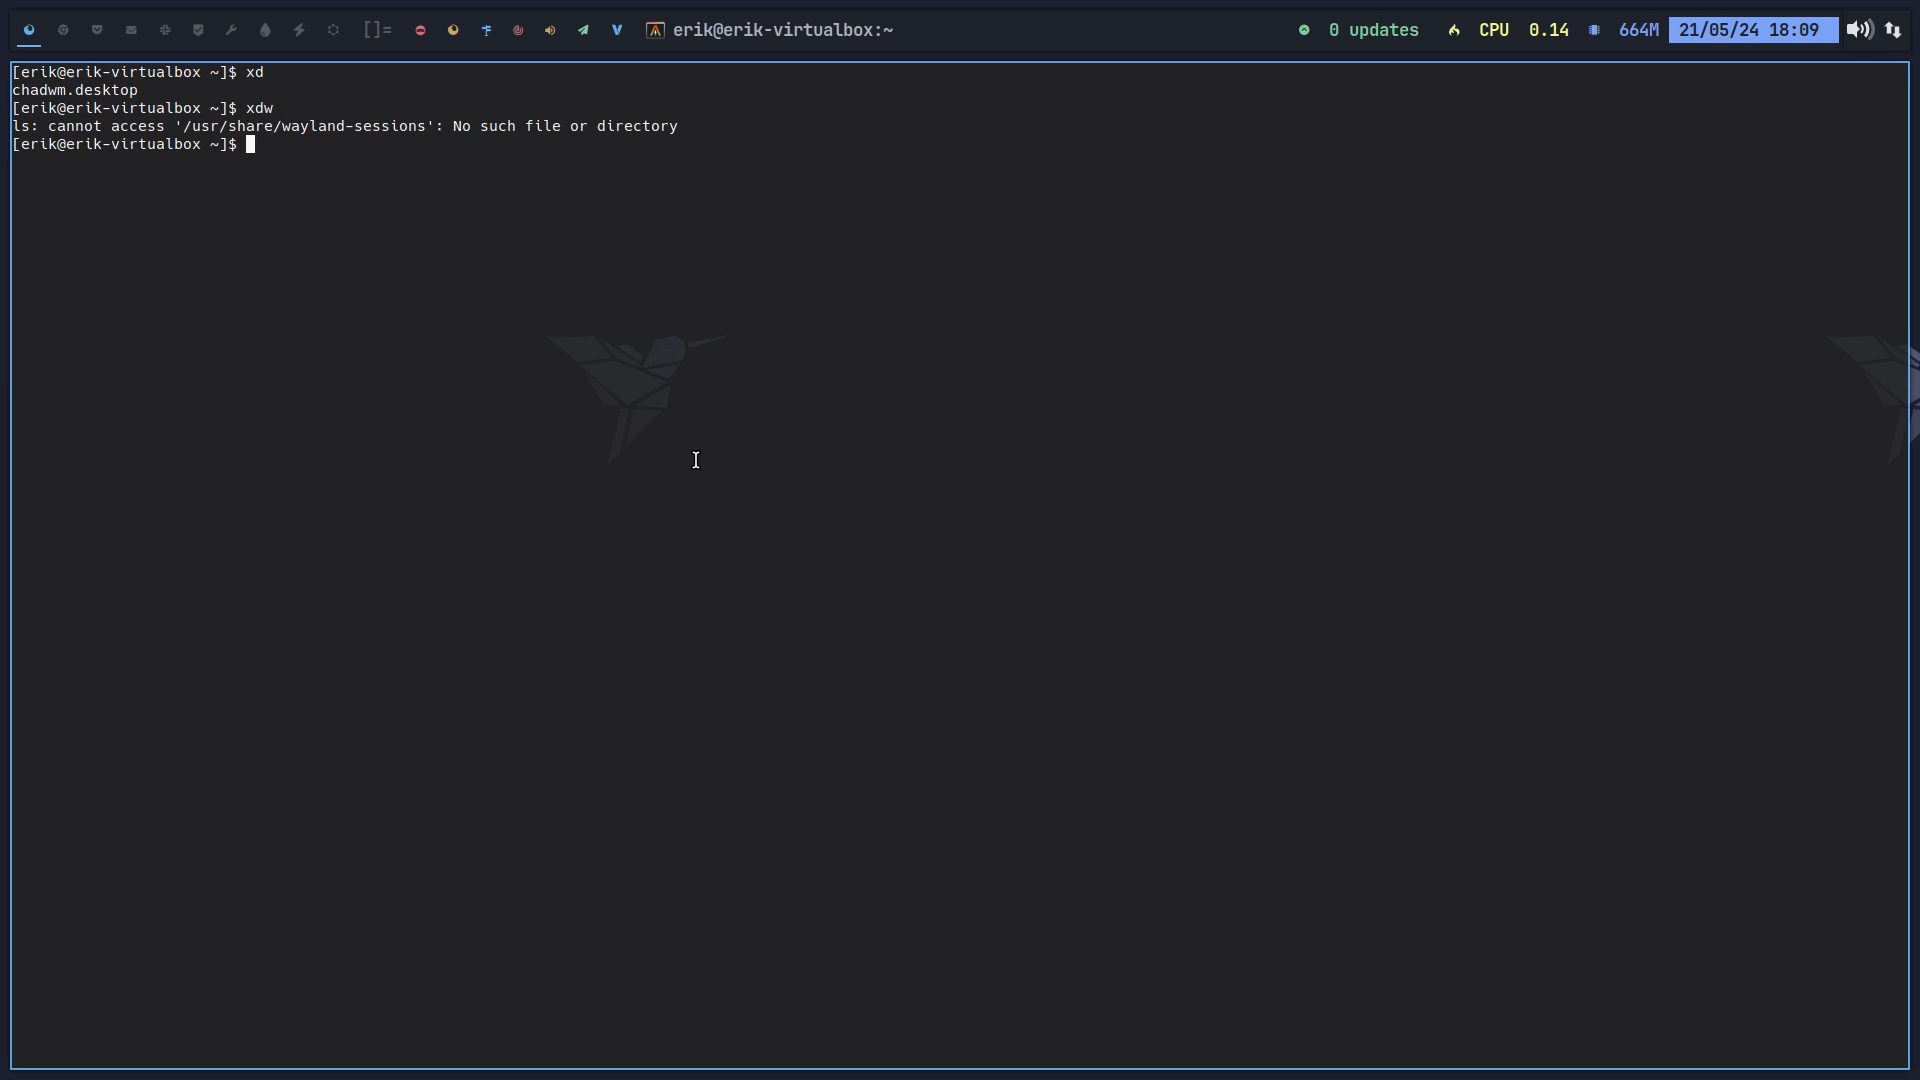 []= V erik@erik-virtualbox:~ 0 updates CPU 0.14 664M 21/05/24 18:09
[erik@erik-virtualbox ~]$ xd
chadwm.desktop
[erik@erik-virtualbox ~]$ xdw
ls: cannot access '/usr/share/wayland-sessions': No such file or directory
[erik@erik-virtualbox ~]$